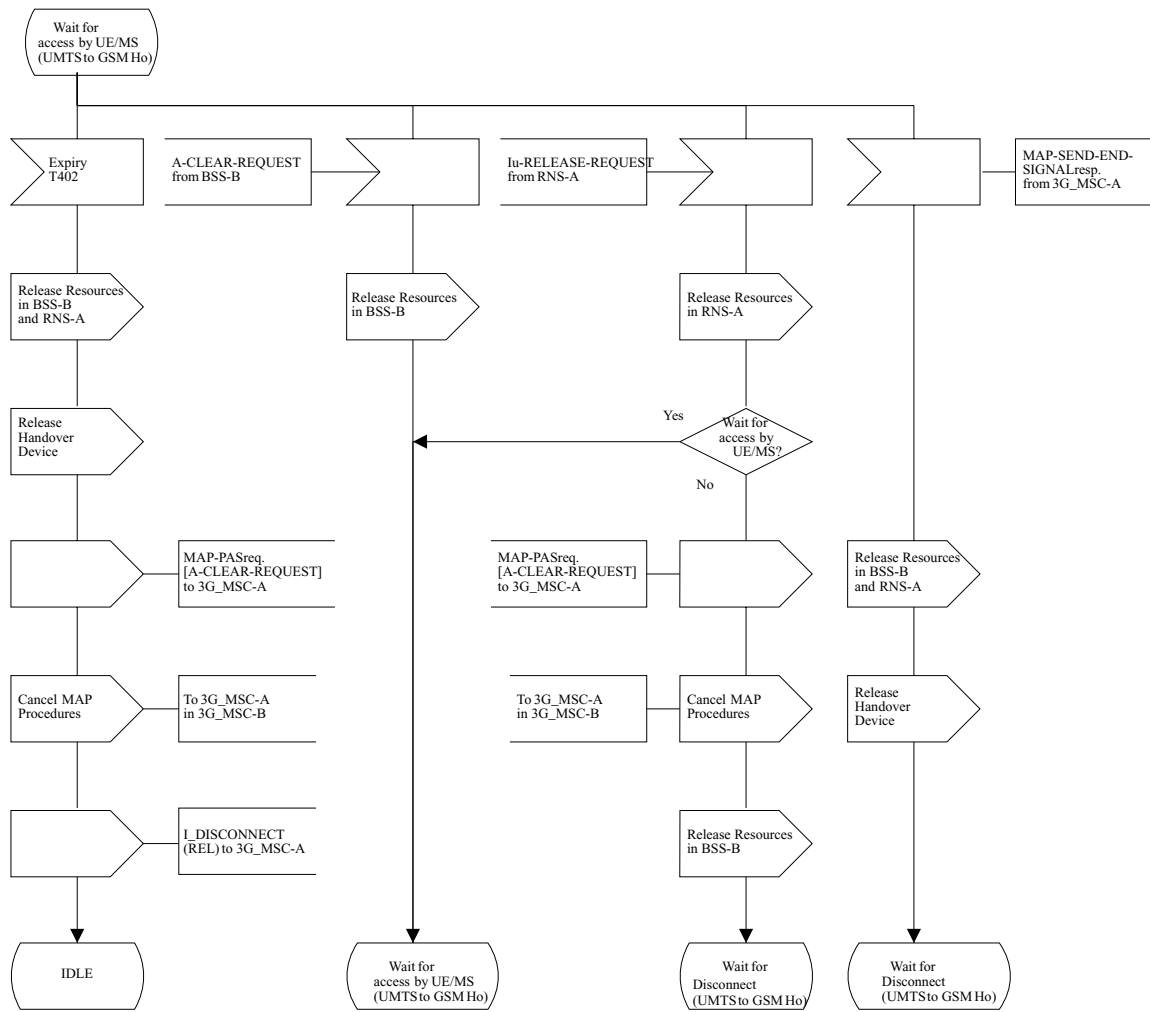 Wait for
access by UE/MS
(UMTS to GSM Ho)
Expiry
T402
A-CLEAR-REQUEST
from BSS-B
Iu-RELEASE-REQUEST
from RNS-A
MAP-SEND-END-
SIGNALresp.
from 3G_MSC-A
Release Resources
in BSS-B
and RNS-A
Release Resources
in BSS-B
Release Resources
in RNS-A
Release
Handover
Device
Yes
Wait for
access by
UE/MS?
No
MAP-PASreq.
[A-CLEAR-REQUEST]
to 3G_MSC-A
MAP-PASreq.
[A-CLEAR-REQUEST]
to 3G_MSC-A
Release Resources
in BSS-B
and RNS-A
Cancel MAP
Procedures
To 3G_MSC-A
in 3G_MSC-B
To 3G_MSC-A
in 3G_MSC-B
Cancel MAP
Procedures
Release
Handover
Device
I_DISCONNECT
(REL) to 3G_MSC-A
Release Resources
in BSS-B
IDLE
Wait for
access by UE/MS
(UMTS to GSM Ho)
Wait for
Disconnect
(UMTS to GSM Ho)
Wait for
Disconnect
(UMTS to GSM Ho)